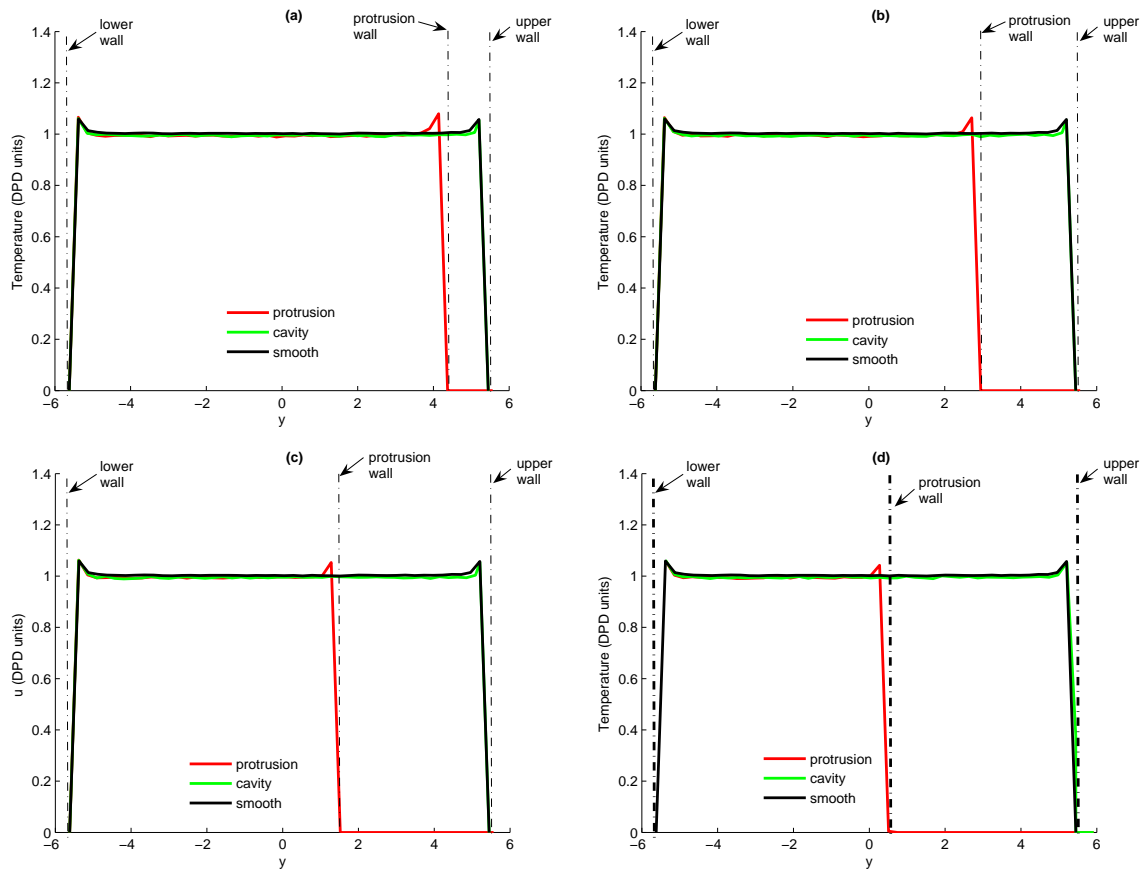 (a)
lower
wall
protrusion
wall
upper
wall
1.4
1.2
1
0.8
0.6
0.4
0.2
0
Temperature (DPD units)
protrusion
cavity
smooth
−6 −4 −2 0 2 4 6
y
(b)
lower
wall
protrusion
wall
upper
wall
1.4
1.2
1
0.8
0.6
0.4
0.2
0
Temperature (DPD units)
protrusion
cavity
smooth
−6 −4 −2 0 2 4 6
y
(c)
lower
wall
protrusion
wall
upper
wall
1.4
1.2
1
0.8
0.6
0.4
0.2
0
u (DPD units)
protrusion
cavity
smooth
−6 −4 −2 0 2 4 6
y
(d)
lower
wall
protrusion
wall
upper
wall
1.4
1.2
1
0.8
0.6
0.4
0.2
0
Temperature (DPD units)
protrusion
cavity
smooth
−6 −4 −2 0 2 4 6
y